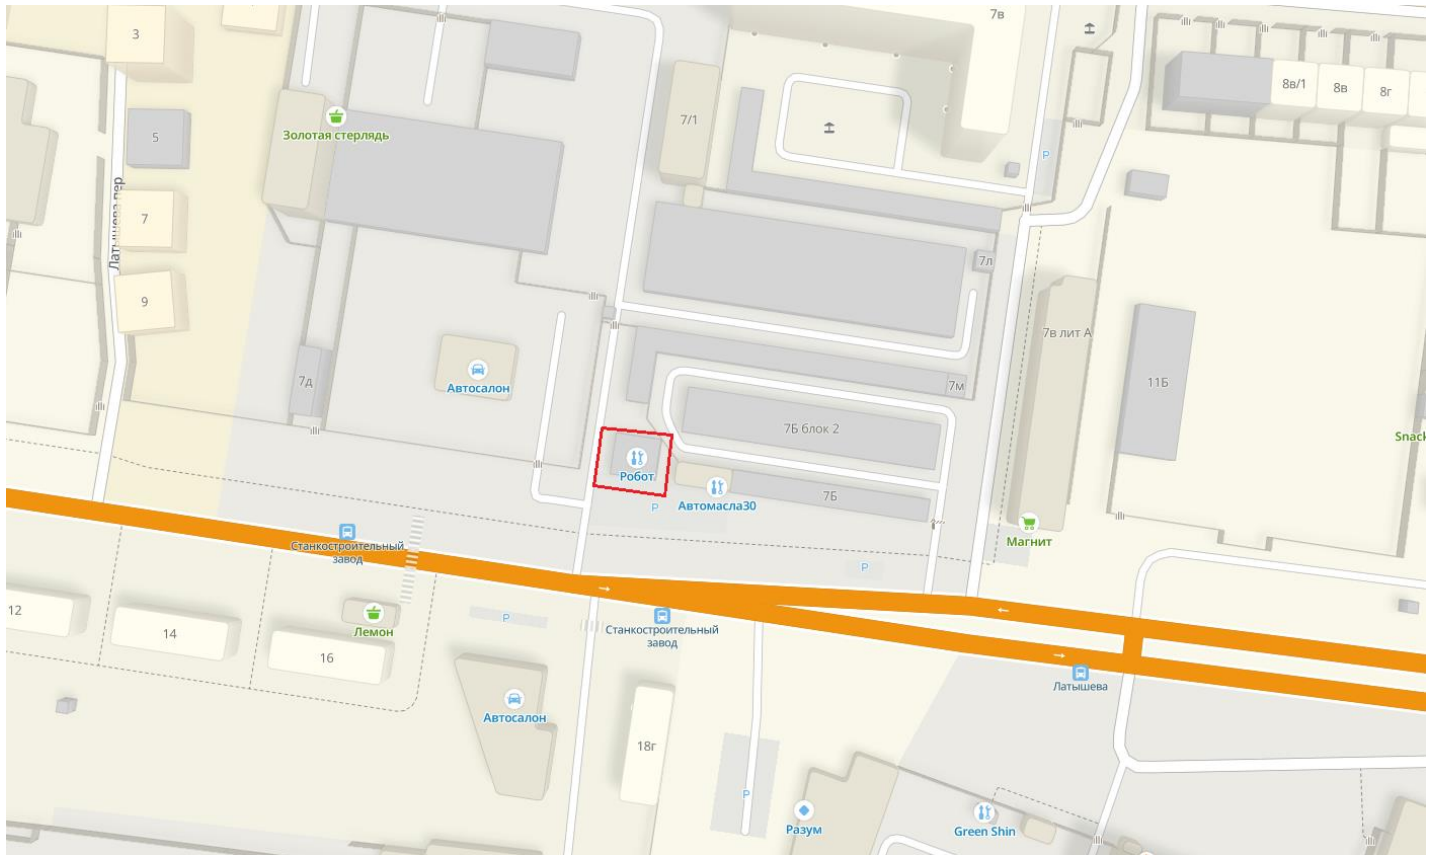 3
7в
8в/1
8в
8г
7/1
Золотая стерлядь
5
P
Латышева пер
7
7л
9
7в лит А
Автосалон
7д
7м
11Б
7Б блок 2
Snack
Робот
7Б
Автомасла30
P
Магнит
Станкостроительный
завод
P
12
14
Лемон
P
Станкостроительный
завод
16
Латышева
Автосалон
18г
P
Разум
Green Shin